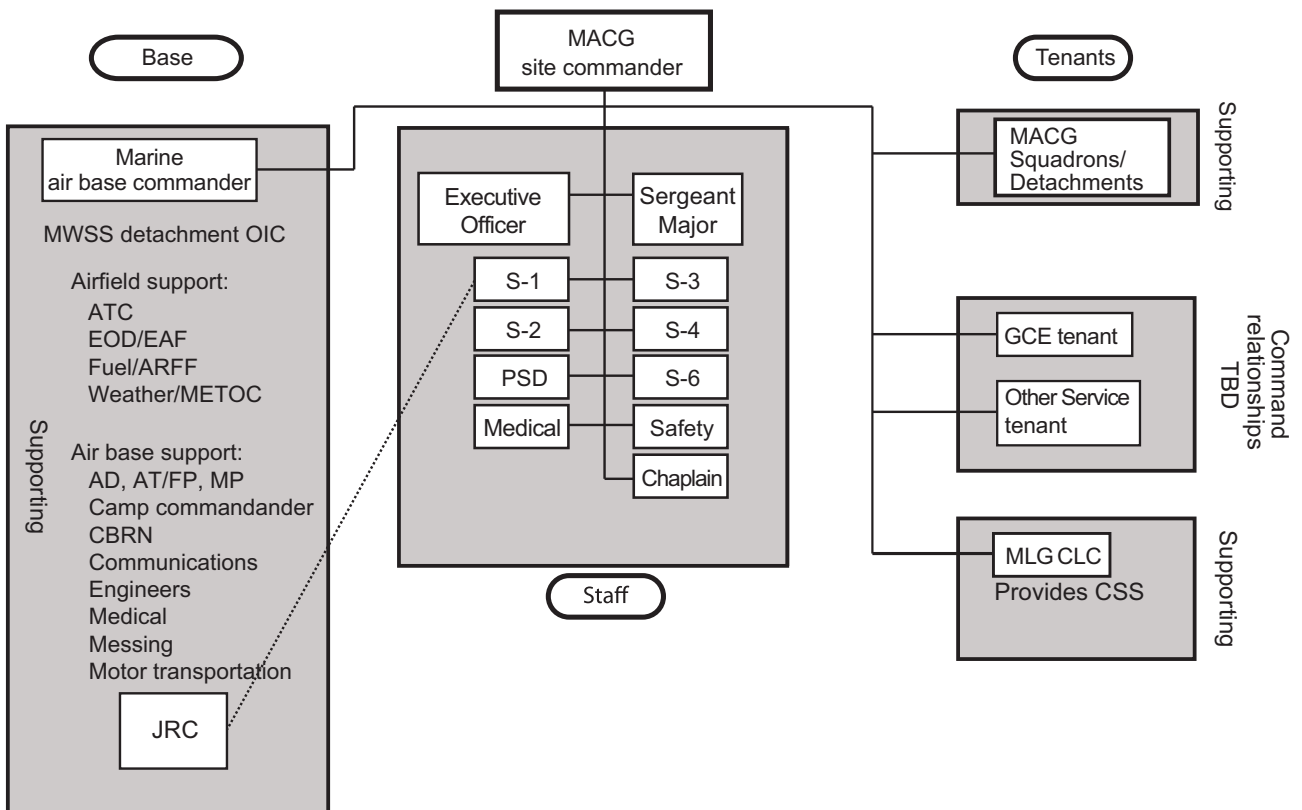 Base
MACG
site commander
Tenants
Marine
air base commander
MWSS detachment OIC
Airfield support:
ATC
EOD/EAF
Fuel/ARFF
Weather/METOC
Supporting
Air base support:
AD, AT/FP, MP
Camp commandander
CBRN
Communications
Engineers
Medical
Messing
Motor transportation
JRC
Executive
Officer
Sergeant
Major
S-1
S-3
S-2
S-4
PSD
S-6
Medical
Safety
Chaplain
Staff
MACG
Squadrons/
Detachments
Supporting
GCE tenant
Other Service
tenant
Command
relationships
TBD
MLG CLC
Provides CSS
Supporting